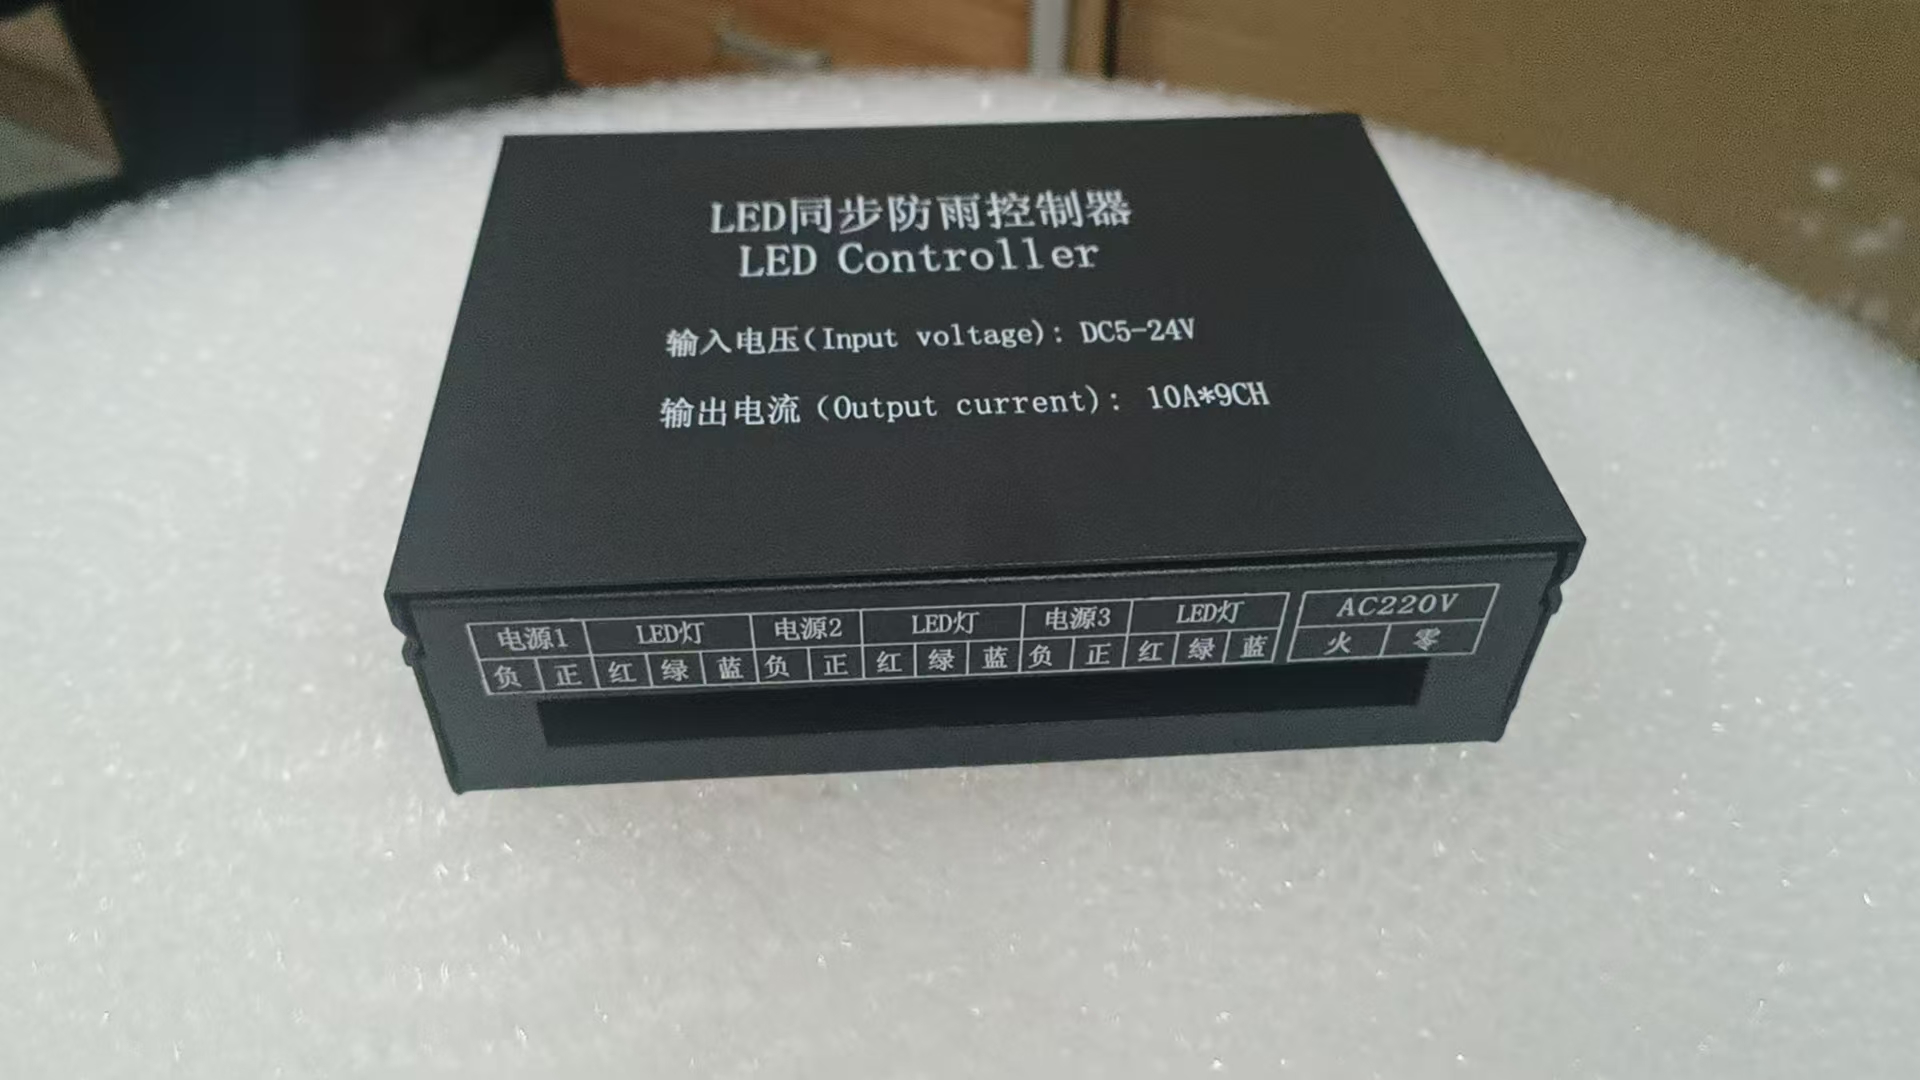 LED同步防雨控制器
LED Controller
输入电压(Input voltage): DC5-24V
输出电流(Output current): 10A*9CH
电源1 LED灯 电源2 LED灯 电源3 LED灯 AC220V
负 正 红 绿 蓝 负 正 红 绿 蓝 负 正 红 绿 蓝 火 零